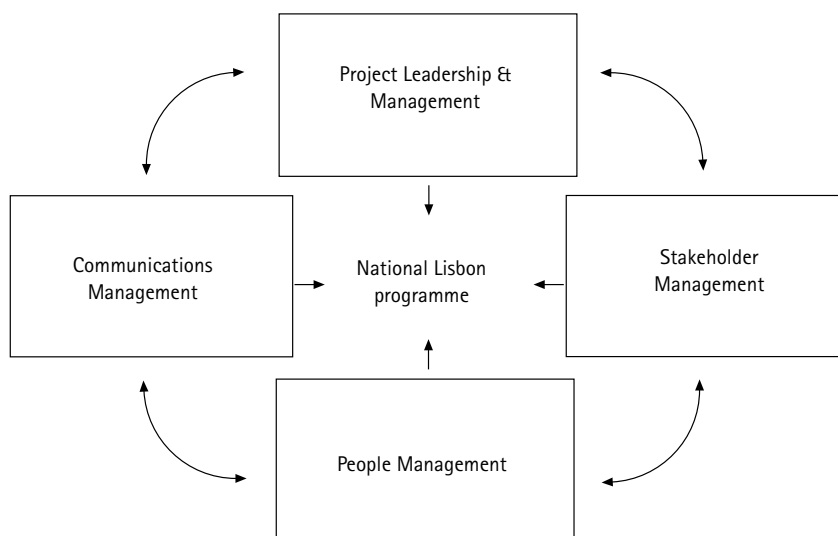 Project Leadership &
Management
Communications
Management
National Lisbon
programme
Stakeholder
Management
People Management